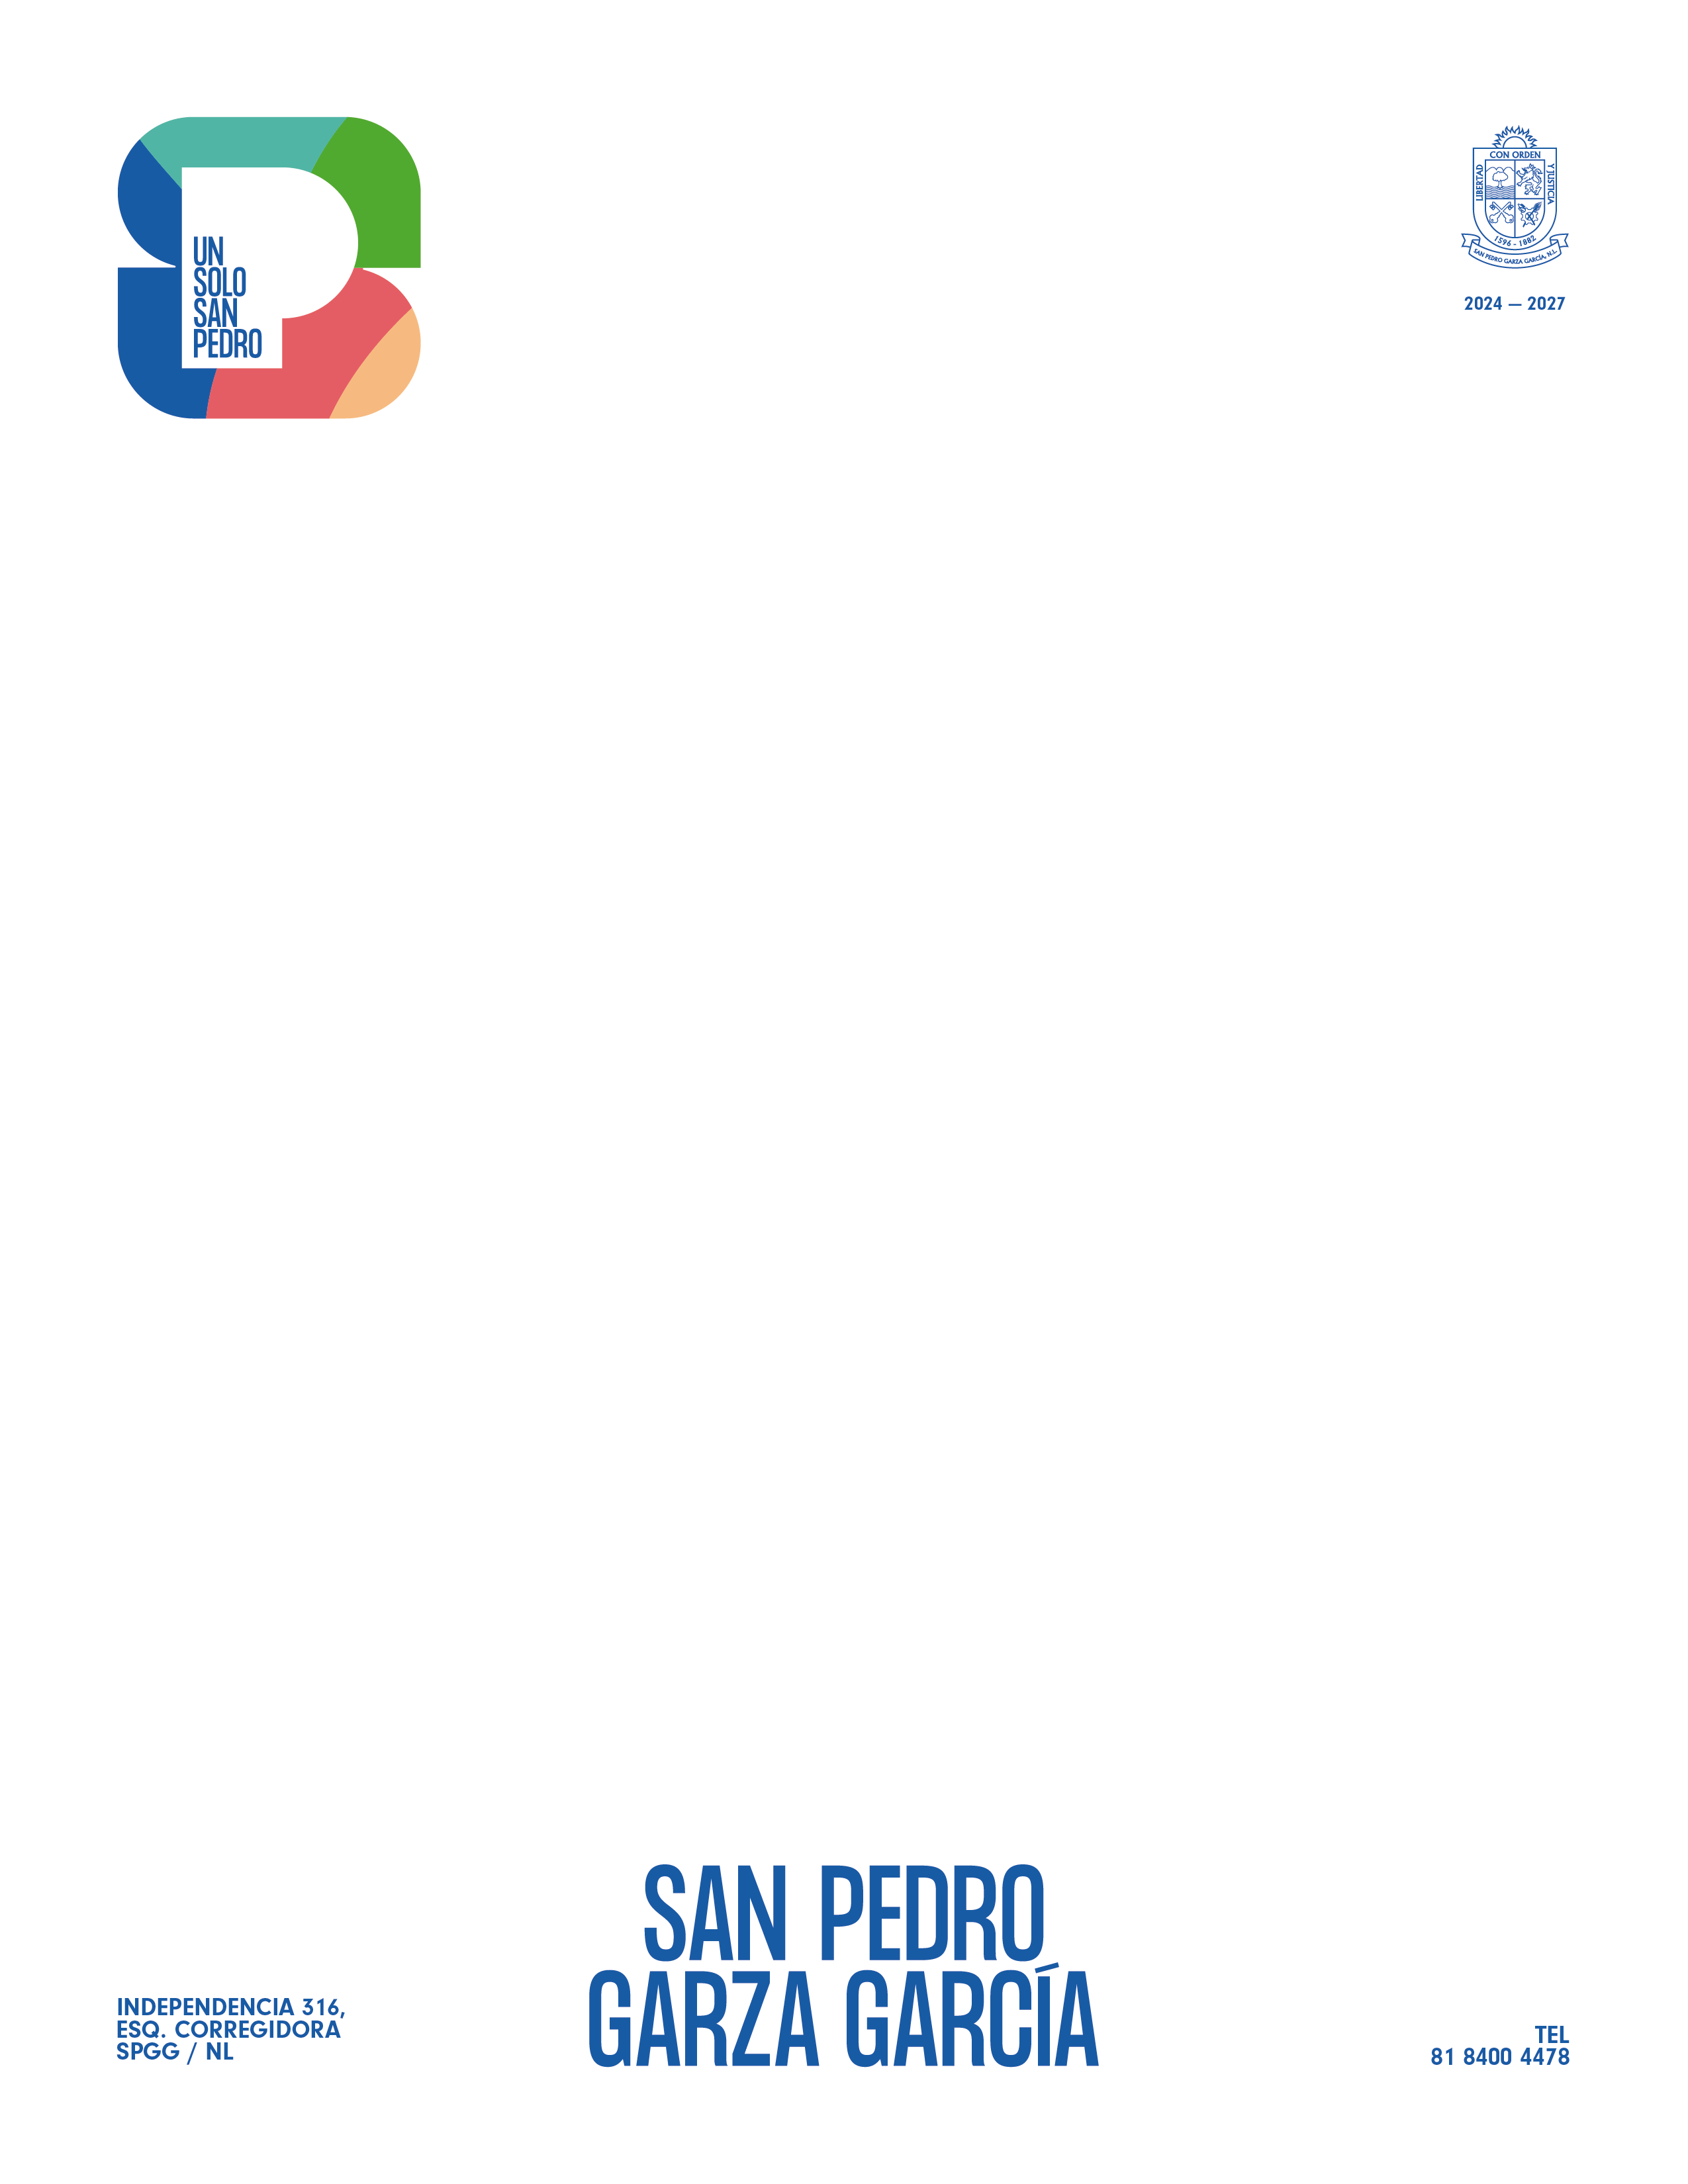 UN
SOLO
SAN
PEDRO
CON ORDEN
LIBERTAD
Y JUSTICIA
1596 - 1882
SAN PEDRO GARZA GARCÍA, N.L.
2024 — 2027
SAN PEDRO
GARZA GARCÍA
INDEPENDENCIA 316,
ESQ. CORREGIDORA
SPGG / NL
TEL
81 8400 4478